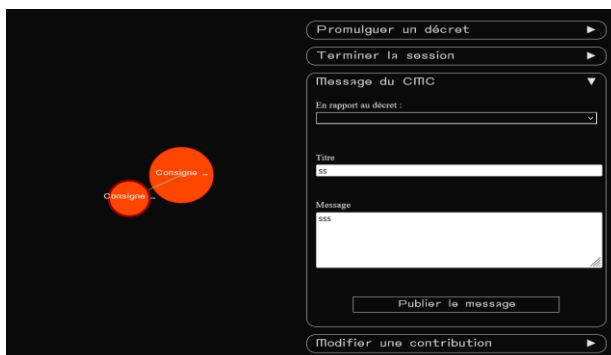 Promulguer un décret
Terminer la session
Message du CMC
En rapport au décret :
Titre
ss
Message
sss
Publier le message
Modifier une contribution
Consigne …
Consigne …